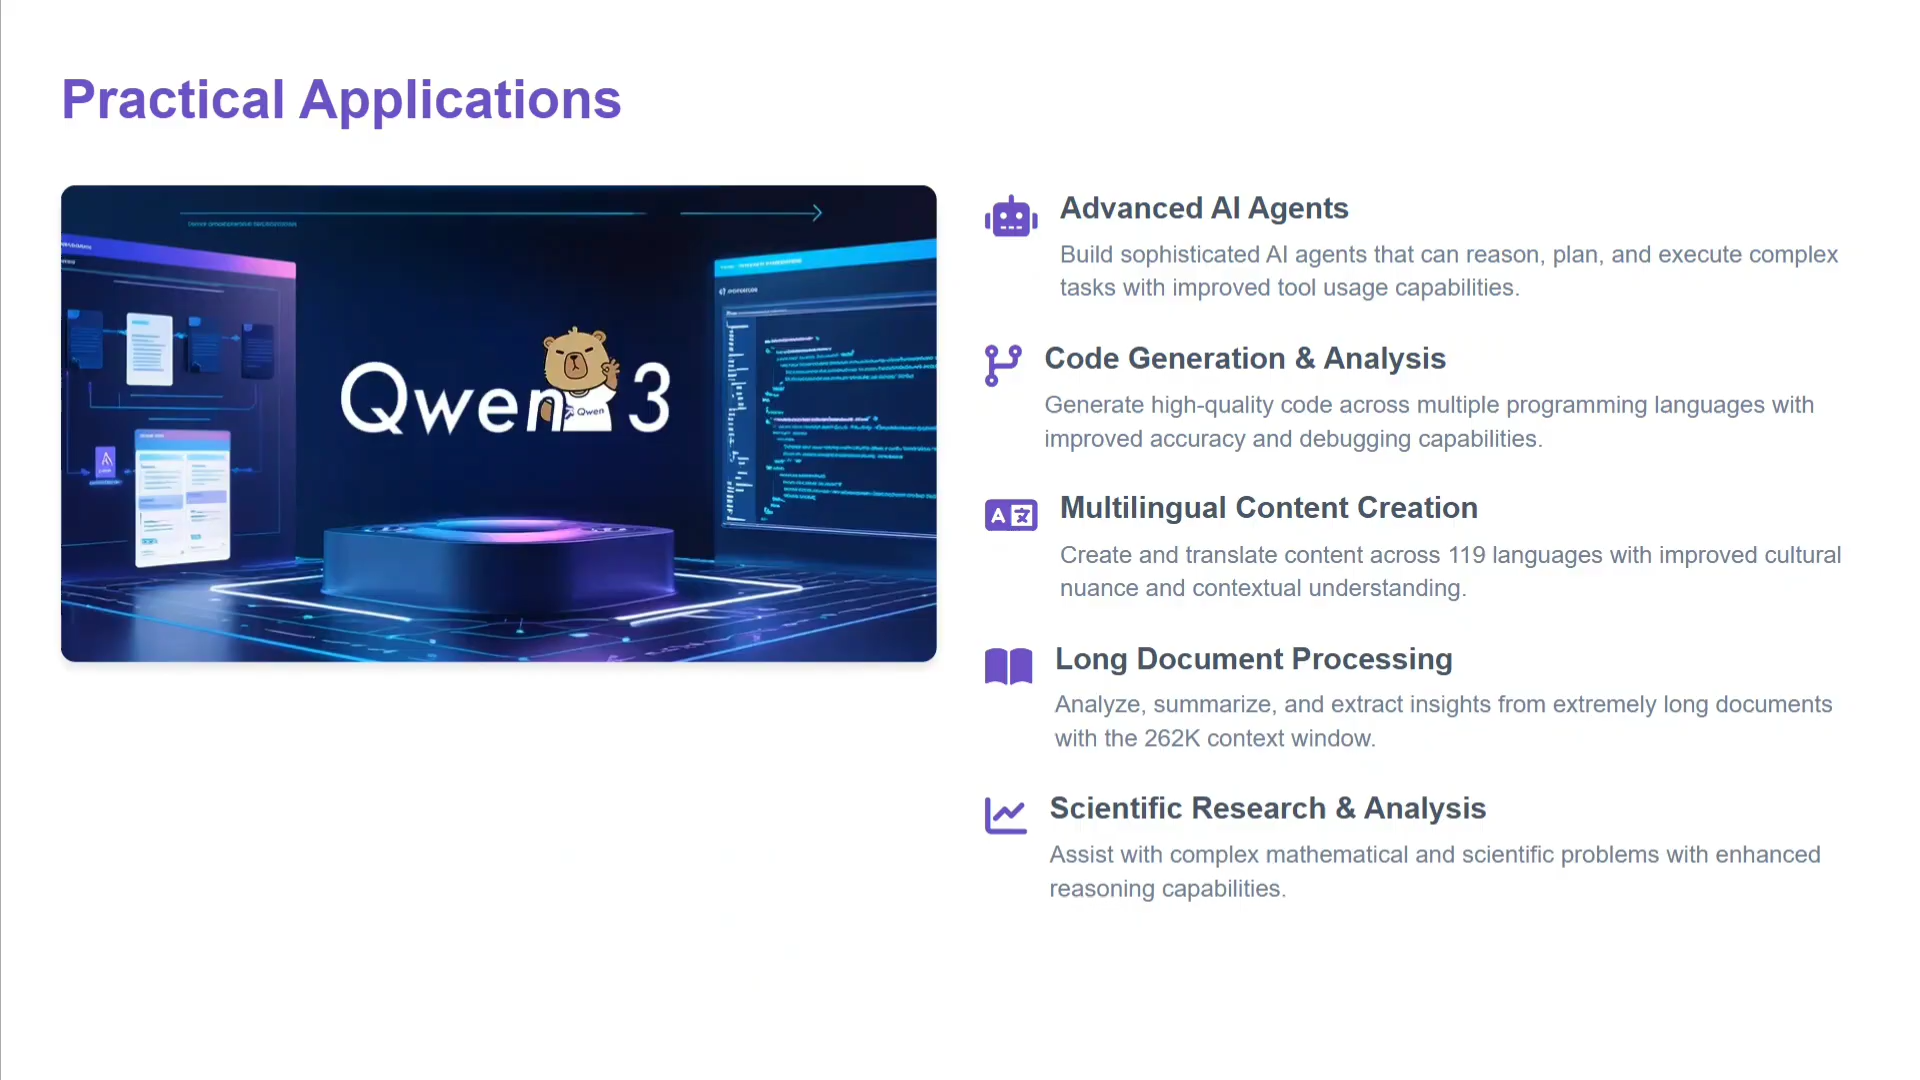 Practical Applications
Qwen 3
Qwen
Advanced AI Agents
Build sophisticated AI agents that can reason, plan, and execute complex
tasks with improved tool usage capabilities.
Code Generation & Analysis
Generate high-quality code across multiple programming languages with
improved accuracy and debugging capabilities.
Multilingual Content Creation
Create and translate content across 119 languages with improved cultural
nuance and contextual understanding.
Long Document Processing
Analyze, summarize, and extract insights from extremely long documents
with the 262K context window.
Scientific Research & Analysis
Assist with complex mathematical and scientific problems with enhanced
reasoning capabilities.